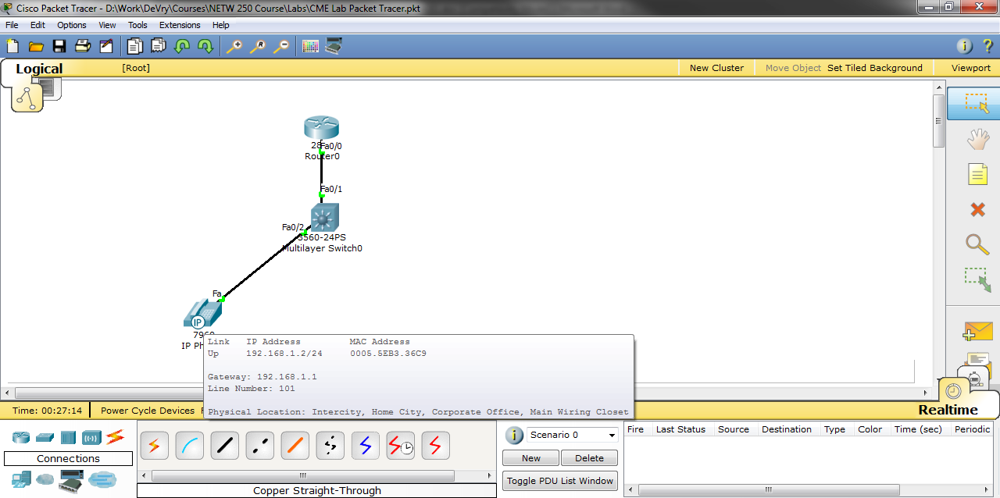 Cisco Packet Tracer - D:\Work\DeVry\Courses\NETW 250 Course\Labs\CME Lab Packet Tracer.pkt
File Edit Options View Tools Extensions Help
Logical [Root] New Cluster Move Object Set Tiled Background Viewport
Fa0/0
Router0
Fa0/1
Fa0/2
3560-24PS
Multilayer Switch0
Fa
IP
Link IP Address MAC Address
Up 192.168.1.2/24 0005.5EB3.36C9
Gateway: 192.168.1.1
Line Number: 101
Physical Location: Intercity, Home City, Corporate Office, Main Wiring Closet
Time: 00:27:14 Power Cycle Devices
Realtime
Connections
Copper Straight-Through
Scenario 0
New Delete
Toggle PDU List Window
Fire Last Status Source Destination Type Color Time (sec) Periodic